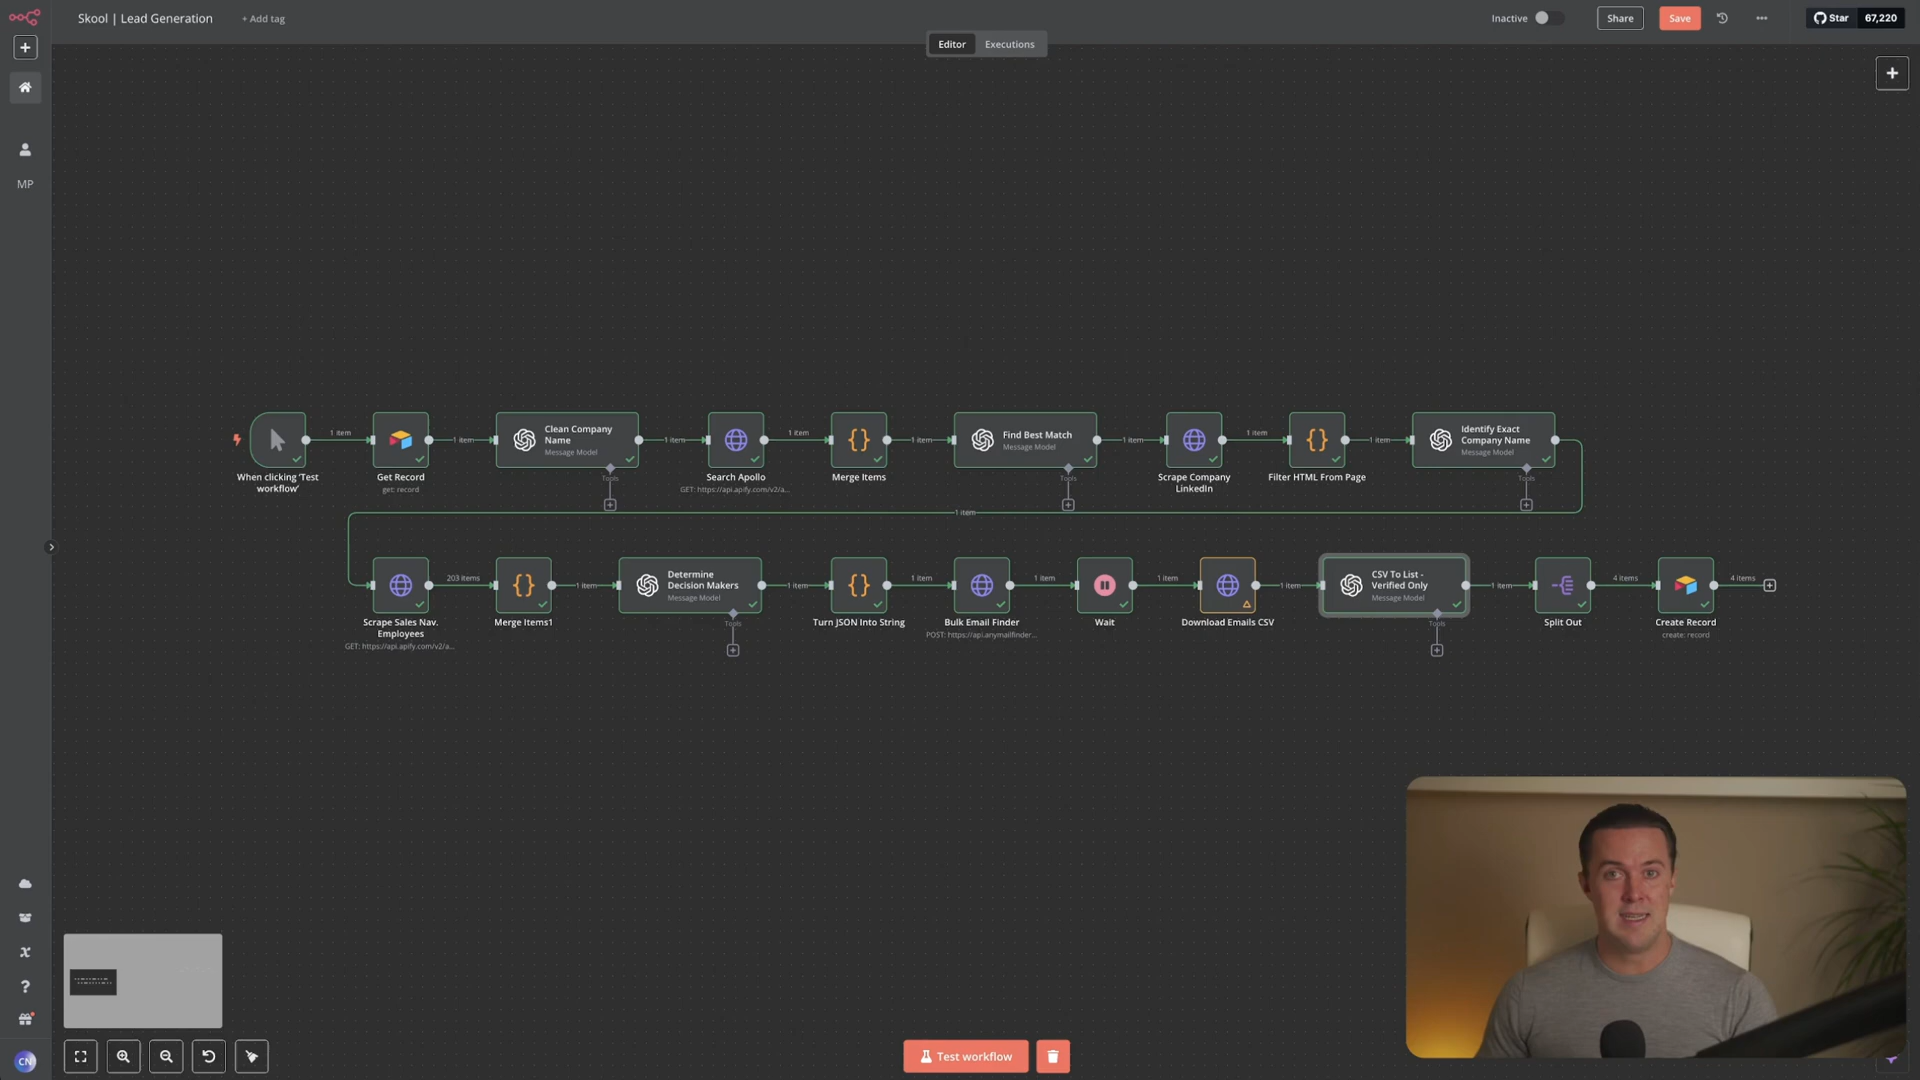 Skool | Lead Generation
+ Add tag
Inactive
Share
Save
Star
67,220
Editor
Executions
MP
1 item
1 item
1 item
1 item
1 item
1 item
1 item
1 item
Clean Company
Name
Message Model
Find Best Match
Message Model
Identify Exact
Company Name
Message Model
When clicking ‘Test
workflow’
Get Record
get: record
Tools
Search Apollo
GET: https://api.apify.com/v2/a...
Merge Items
Tools
Scrape Company
LinkedIn
Filter HTML From Page
Tools
1 item
203 items
1 item
1 item
1 item
1 item
1 item
1 item
1 item
4 items
4 items
Determine
Decision Makers
Message Model
CSV To List -
Verified Only
Message Model
Scrape Sales Nav.
Employees
GET: https://api.apify.com/v2/a...
Merge Items1
Tools
Turn JSON Into String
Bulk Email Finder
POST: https://api.anymailfinder...
Wait
Download Emails CSV
Tools
Split Out
Create Record
create: record
CN
Test workflow